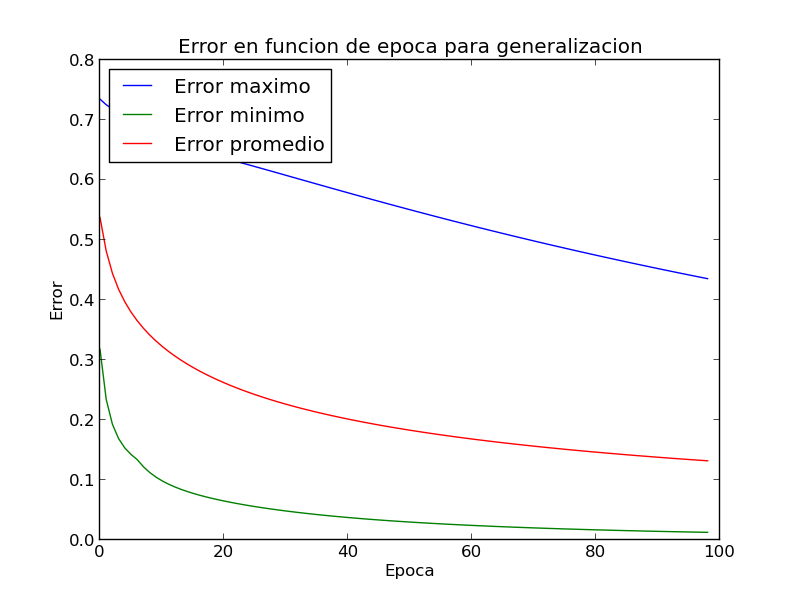 Error en funcion de epoca para generalizacion
Error maximo
Error minimo
Error promedio
0.8
0.7
0.6
0.5
0.4
0.3
0.2
0.1
0.0
Error
0 20 40 60 80 100
Epoca